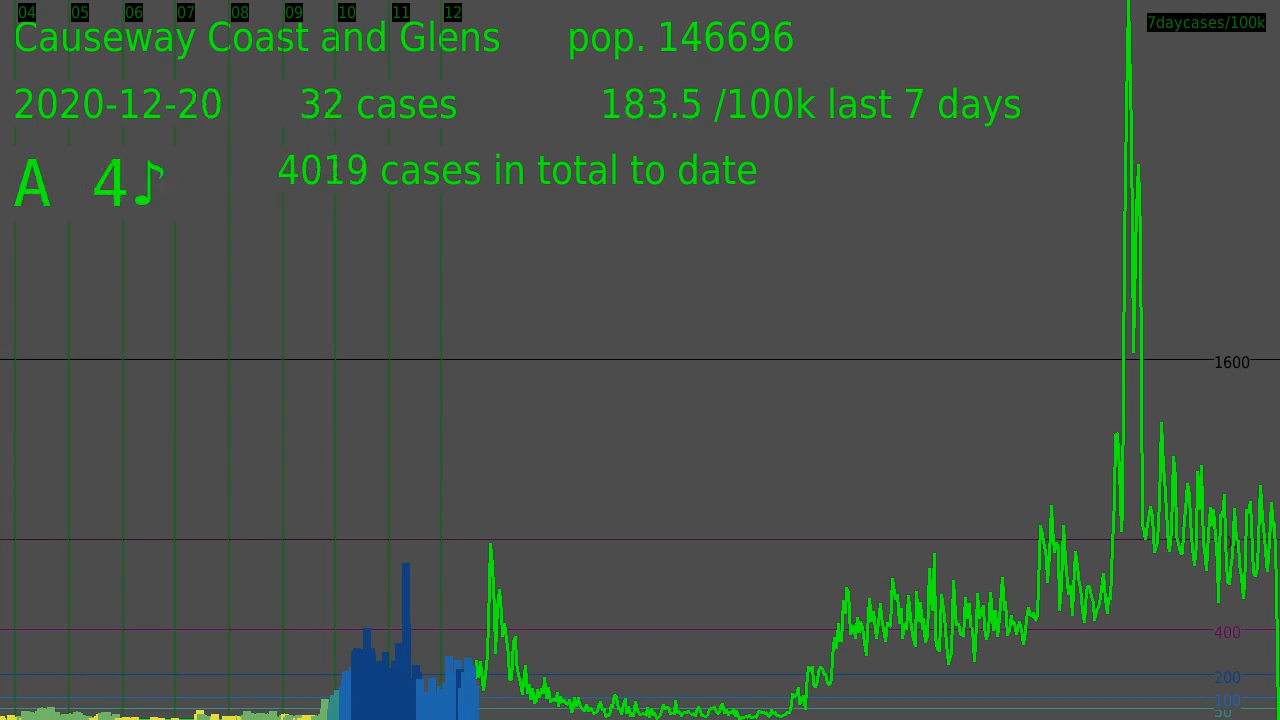 04 05 06 07 08 09 10 11 12
7daycases/100k
Causeway Coast and Glens pop. 146696
2020-12-20 32 cases 183.5 /100k last 7 days
A 4♪ 4019 cases in total to date
1600
400
200
100
50